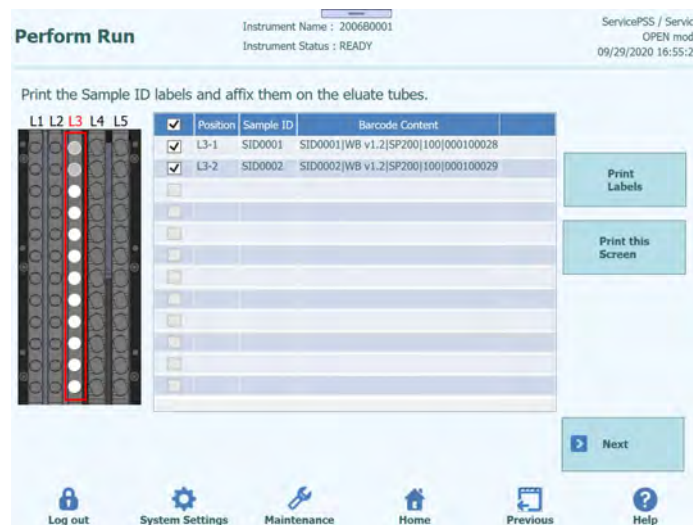 Perform Run
Instrument Name : 2006B0001
Instrument Status : READY
ServicePSS / Servic
OPEN mod
09/29/2020 16:55:2
Print the Sample ID labels and affix them on the eluate tubes.
L1 L2 L3 L4 L5
Position Sample ID Barcode Content
L3-1 SID0001 SID0001|WB v1.2|SP200|100|000100028
L3-2 SID0002 SID0002|WB v1.2|SP200|100|000100029
Print
Labels
Print this
Screen
Next
Log out System Settings Maintenance Home Previous Help